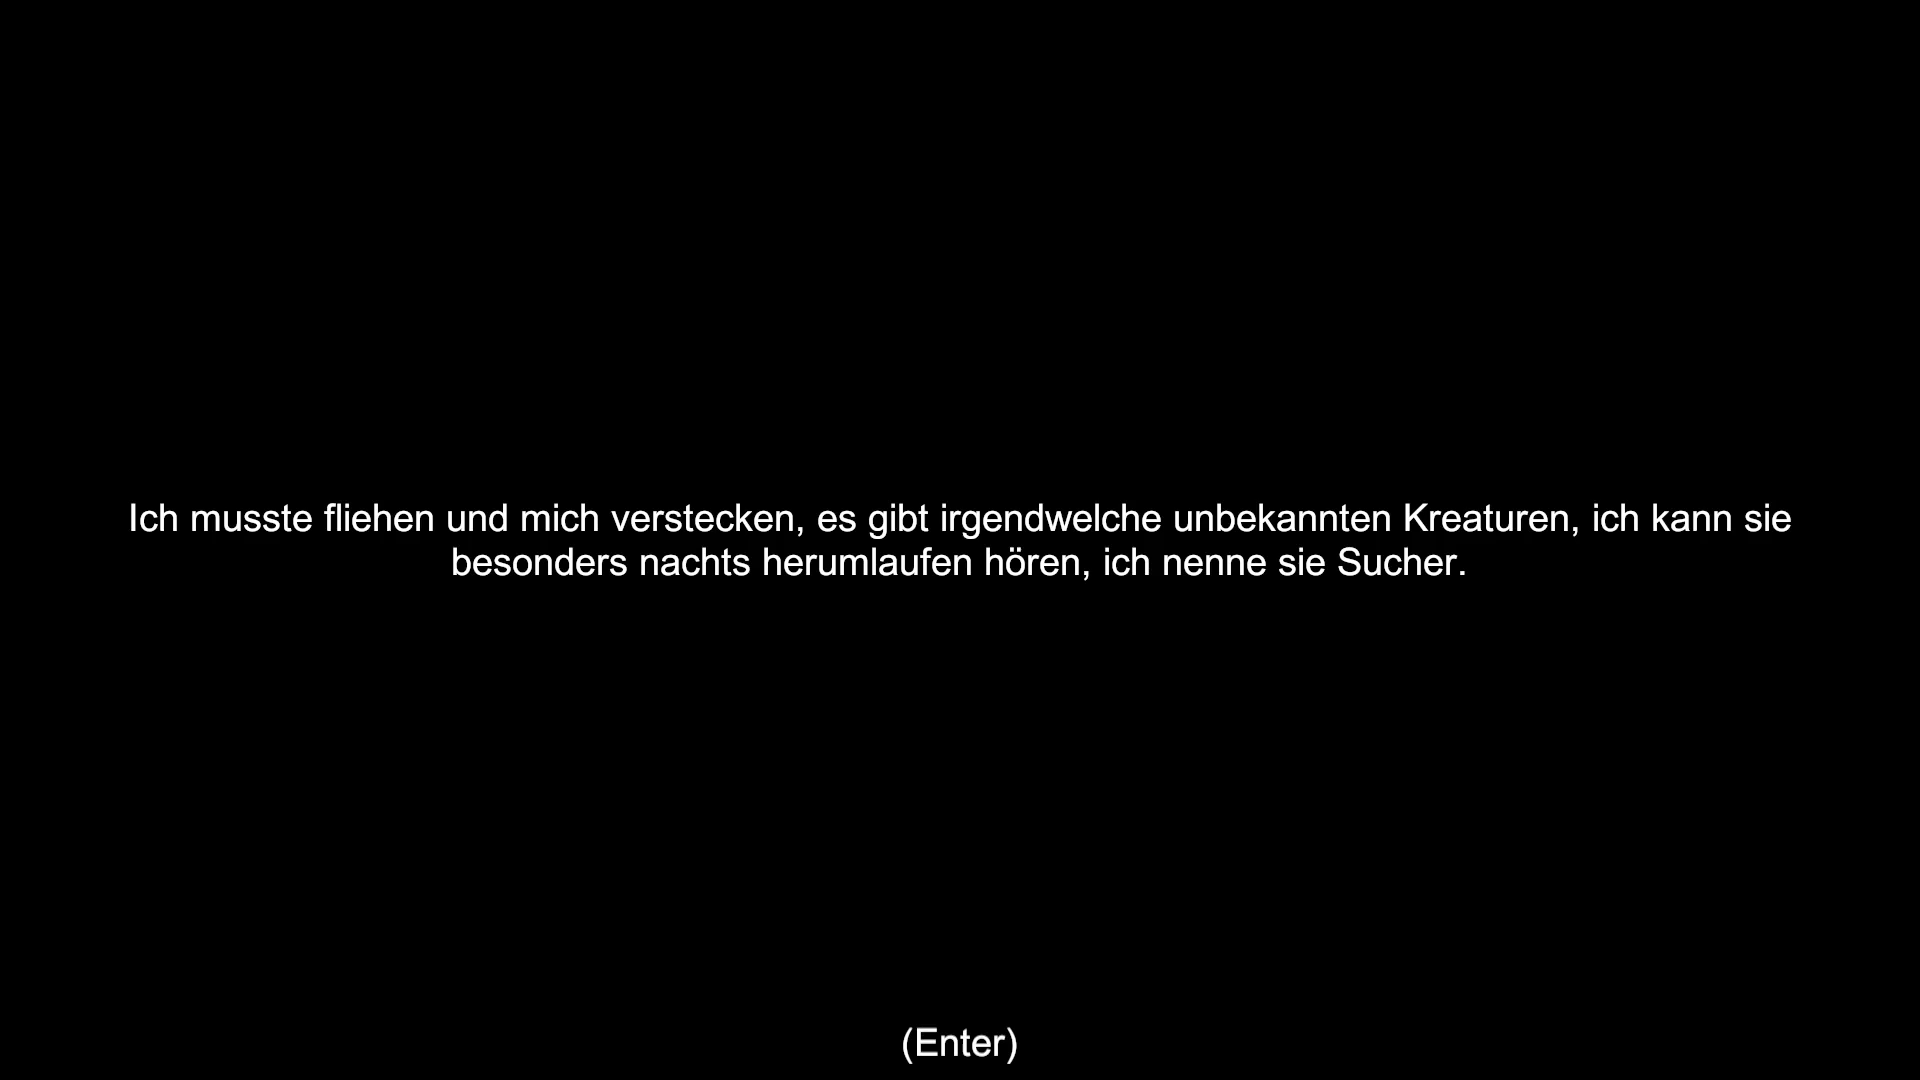 Ich musste fliehen und mich verstecken, es gibt irgendwelche unbekannten Kreaturen, ich kann sie
besonders nachts herumlaufen hören, ich nenne sie Sucher.
(Enter)